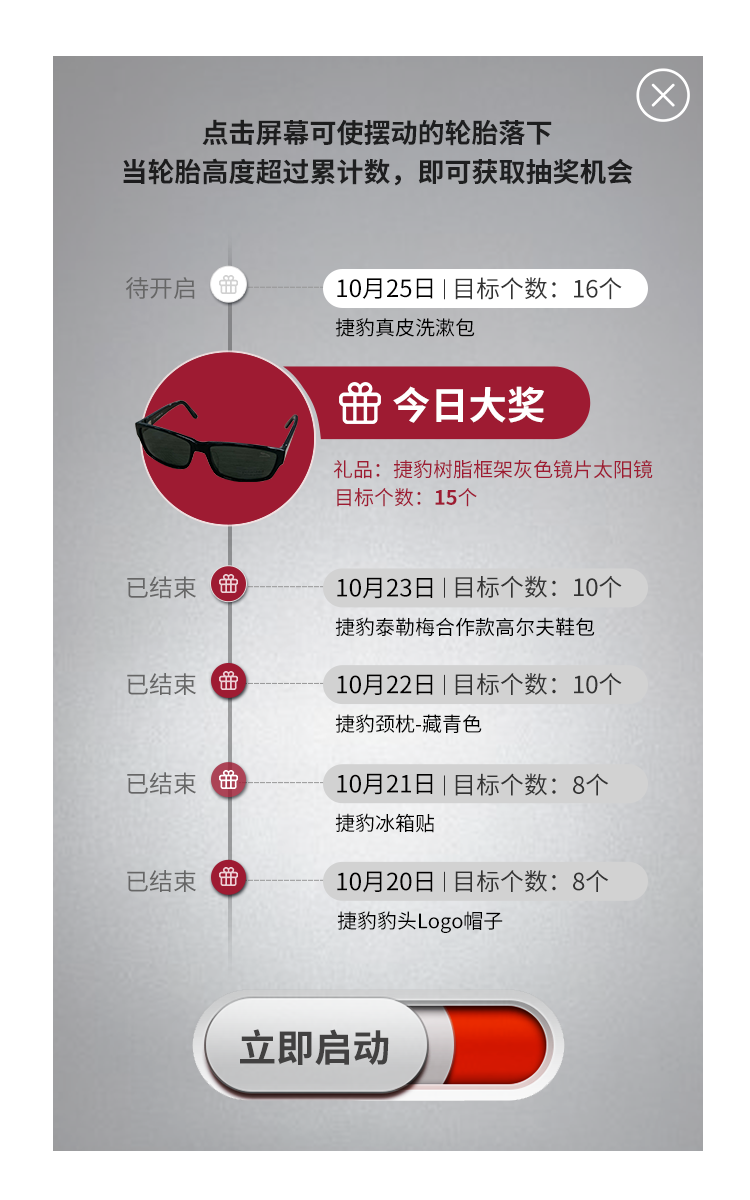 点击屏幕可使摆动的轮胎落下
当轮胎高度超过累计数，即可获取抽奖机会
待开启
10月25日 | 目标个数：16个
捷豹真皮洗漱包
今日大奖
礼品：捷豹树脂框架灰色镜片太阳镜
目标个数：15个
已结束
10月23日 | 目标个数：10个
捷豹泰勒梅合作款高尔夫鞋包
已结束
10月22日 | 目标个数：10个
捷豹颈枕-藏青色
已结束
10月21日 | 目标个数：8个
捷豹冰箱贴
已结束
10月20日 | 目标个数：8个
捷豹豹头Logo帽子
立即启动